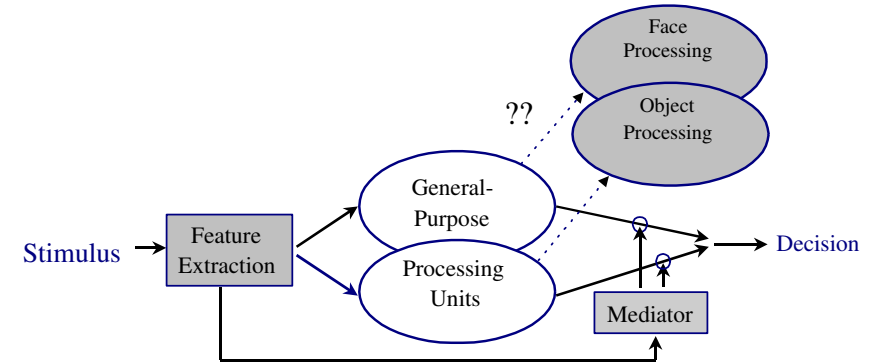 Face
Processing
??
Object
Processing
General-
Purpose
Stimulus
Feature
Extraction
Processing
Units
Decision
Mediator